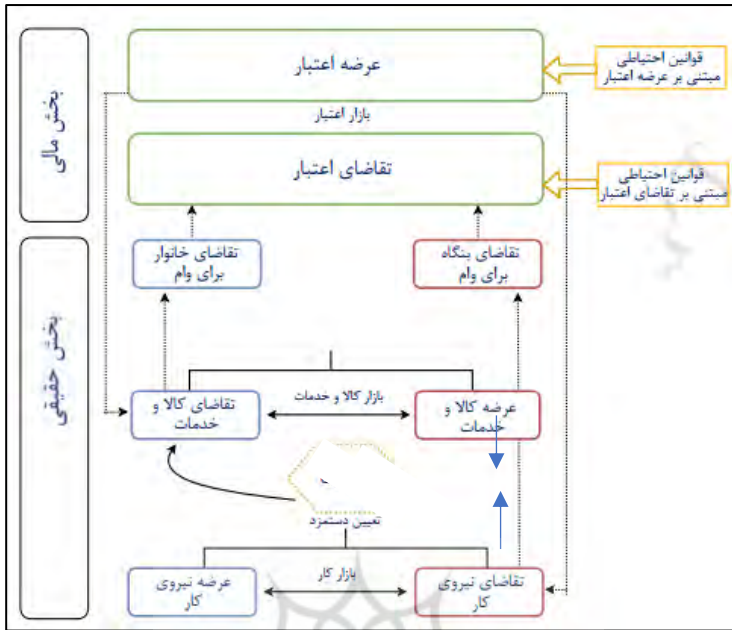 بخش مالی
عرضه اعتبار
قوانین احتیاطی
مبتنی بر عرضه اعتبار
بازار اعتبار
تقاضای اعتبار
قوانین احتیاطی
مبتنی بر تقاضای اعتبار
بخش حقیقی
تقاضای بنگاه
برای وام
تقاضای خانوار
برای وام
عرضه کالا و
خدمات
بازار کالا و خدمات
تقاضای کالا و
خدمات
تعیین دستمزد
تقاضای نیروی
کار
بازار کار
عرضه نیروی
کار